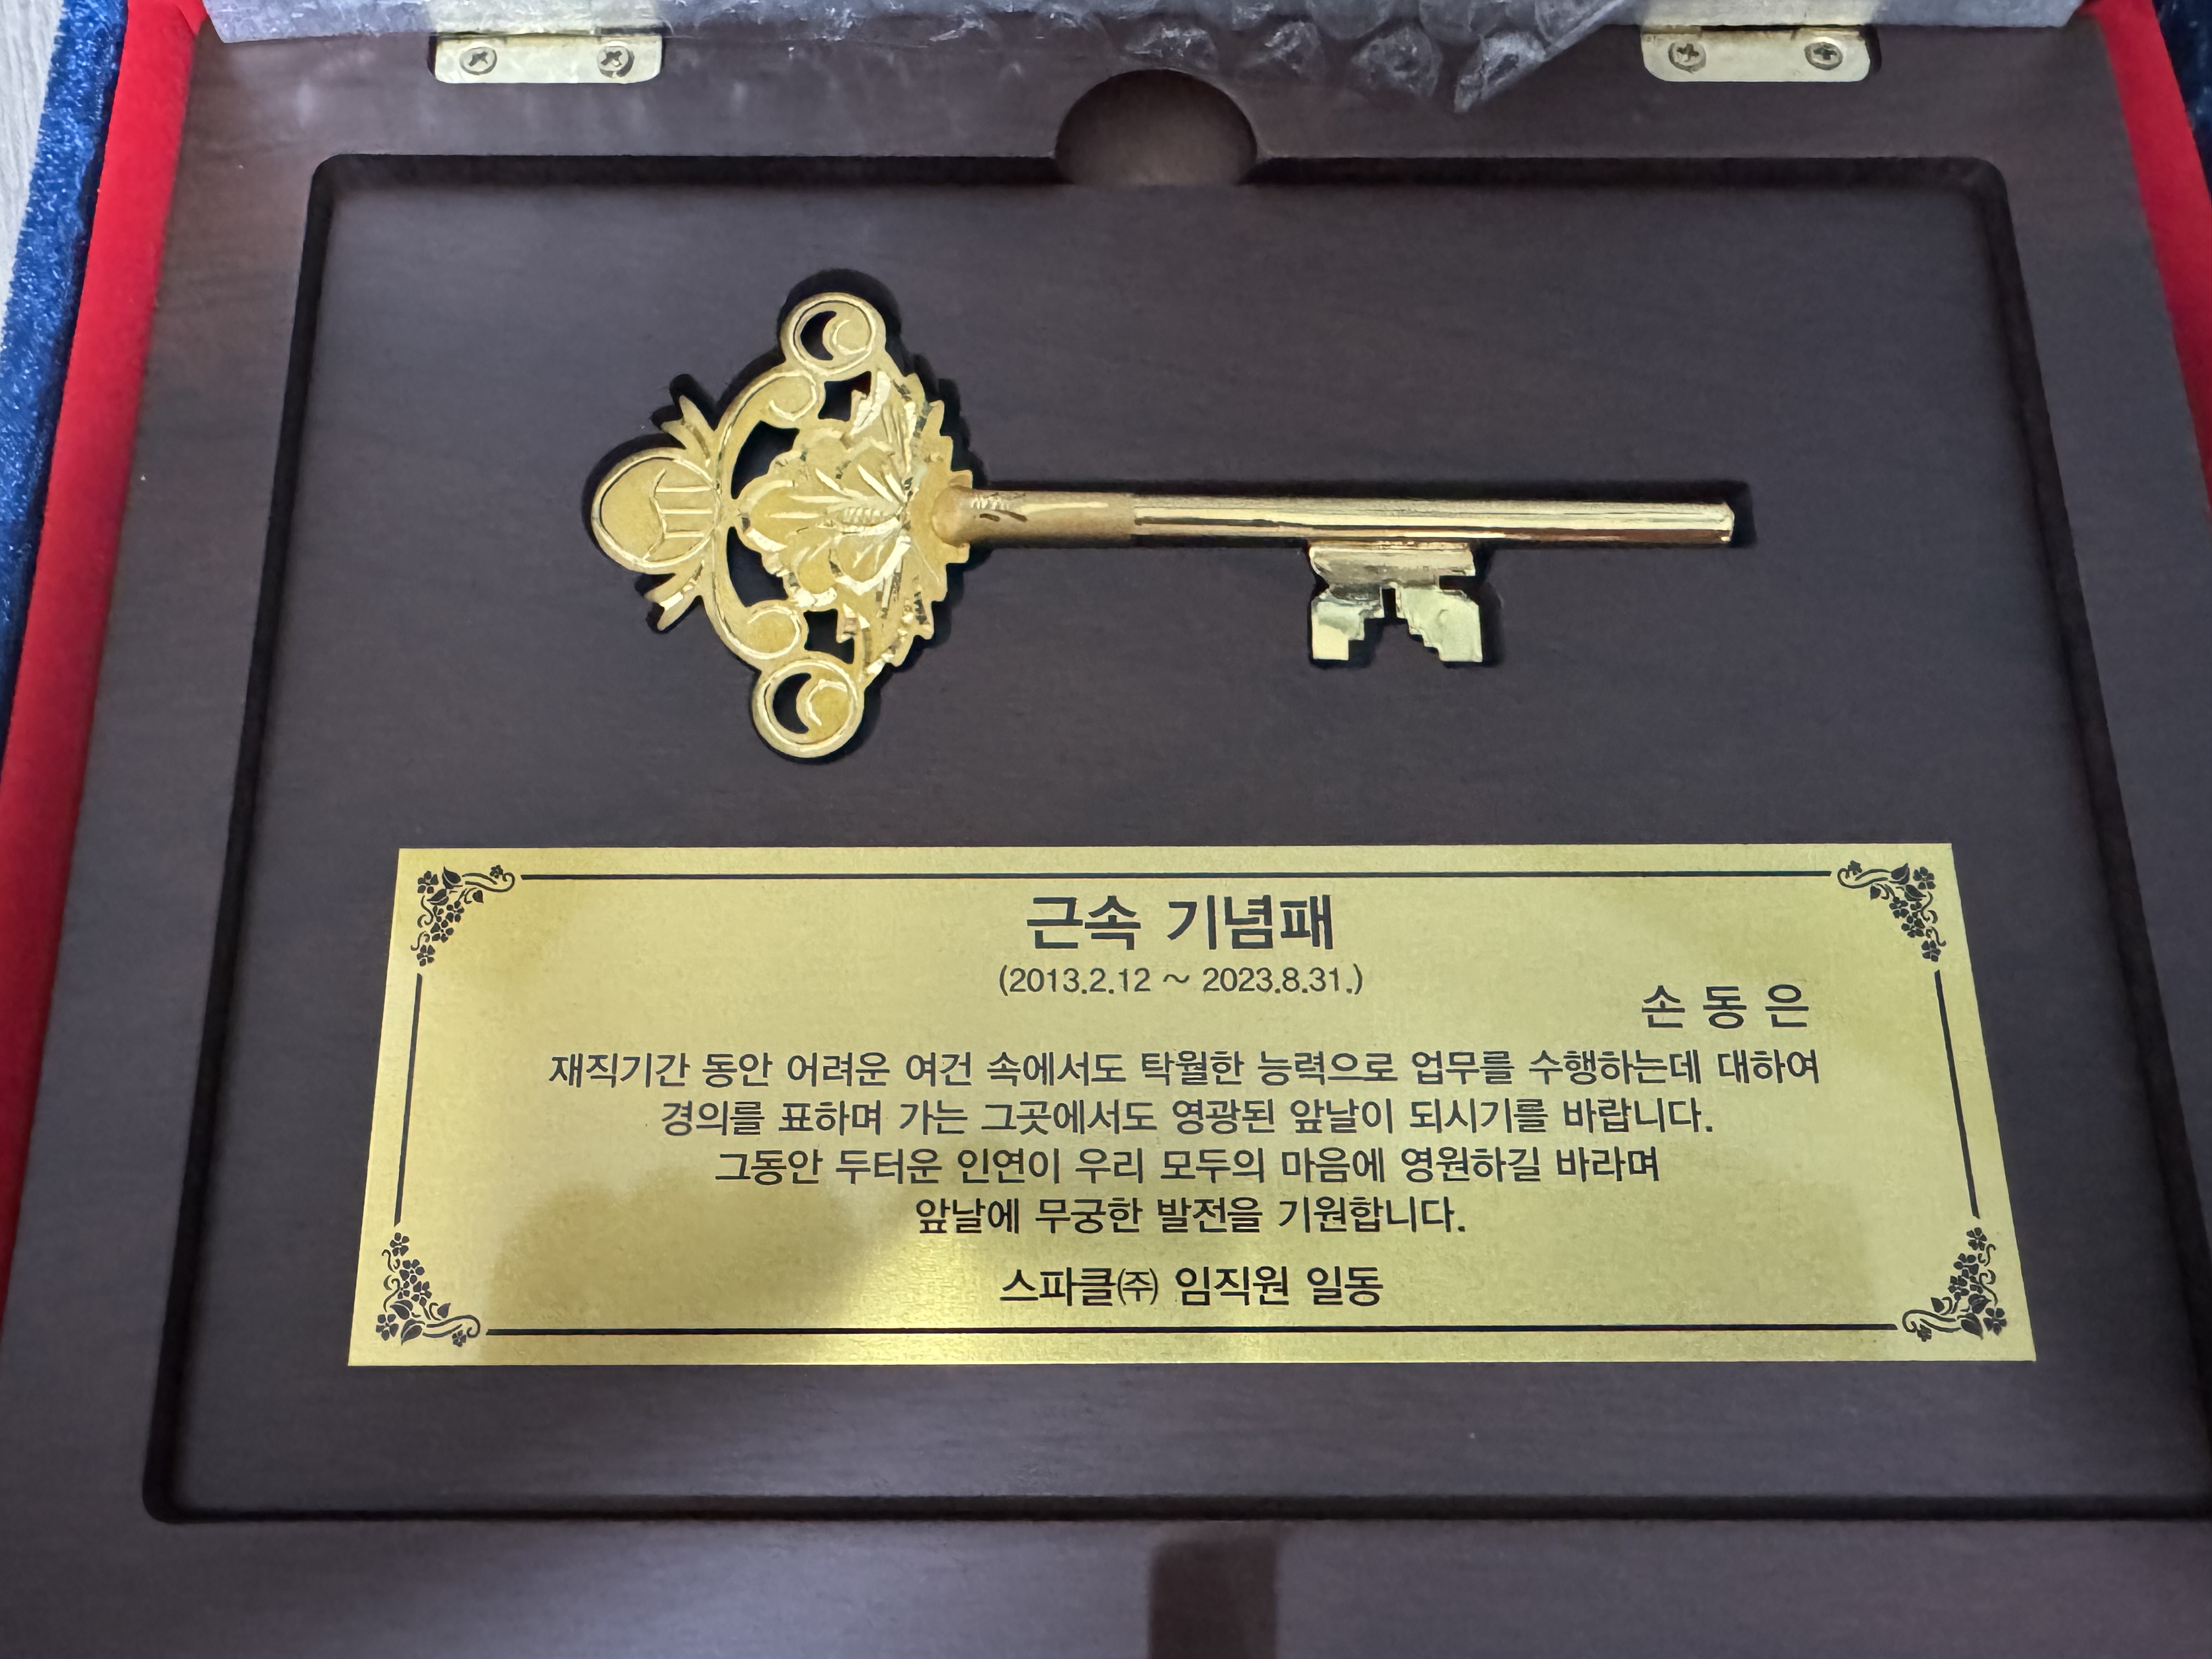 근속 기념패
(2013.2.12 ~ 2023.8.31.)
손 동 은
재직기간 동안 어려운 여건 속에서도 탁월한 능력으로 업무를 수행하는데 대하여
경의를 표하며 가는 그곳에서도 영광된 앞날이 되시기를 바랍니다.
그동안 두터운 인연이 우리 모두의 마음에 영원하길 바라며
앞날에 무궁한 발전을 기원합니다.
스파클㈜ 임직원 일동